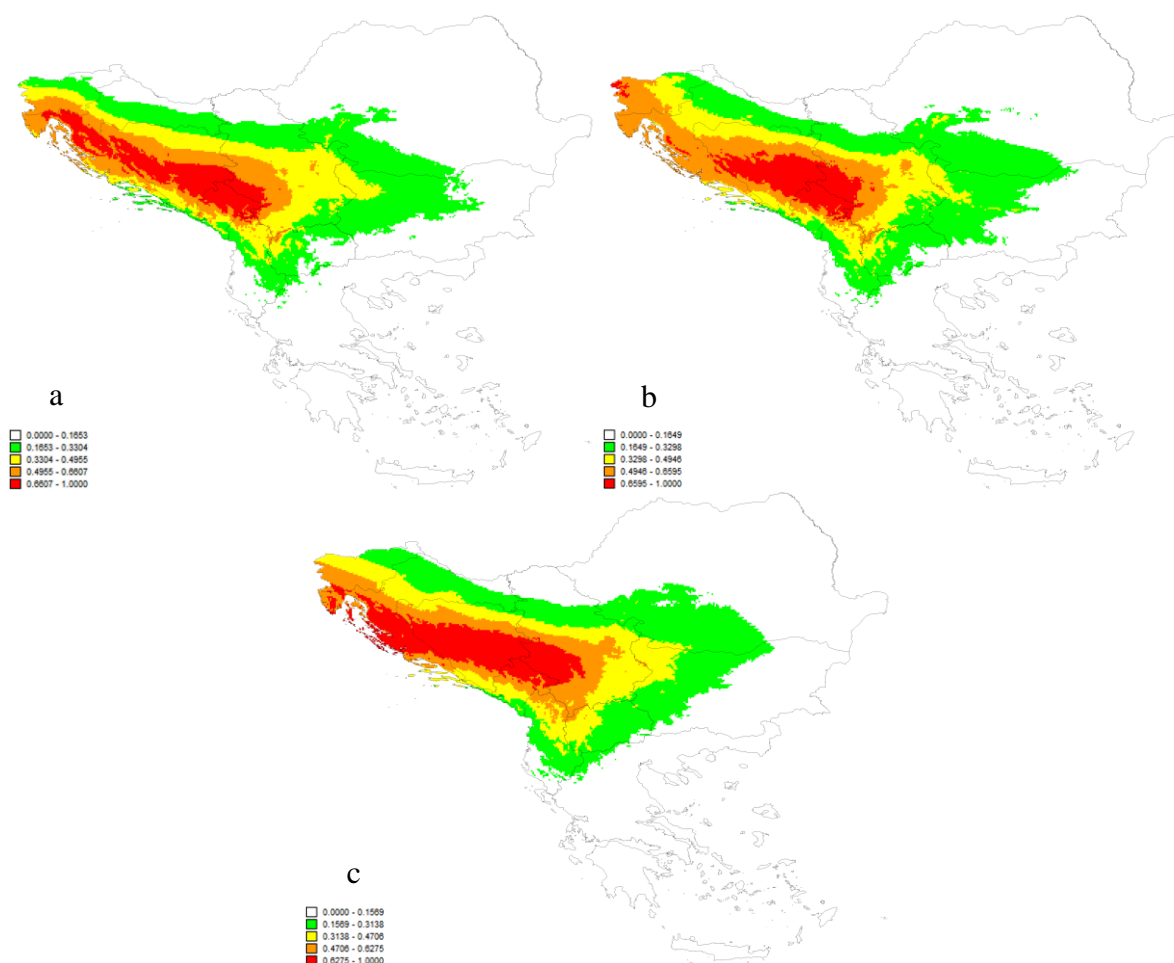 a
0.0000 - 0.1653
0.1653 - 0.3304
0.3304 - 0.4955
0.4955 - 0.6607
0.6607 - 1.0000
b
0.0000 - 0.1649
0.1649 - 0.3298
0.3298 - 0.4946
0.4946 - 0.6595
0.6595 - 1.0000
c
0.0000 - 0.1569
0.1569 - 0.3138
0.3138 - 0.4706
0.4706 - 0.6275
0.6275 - 1.0000